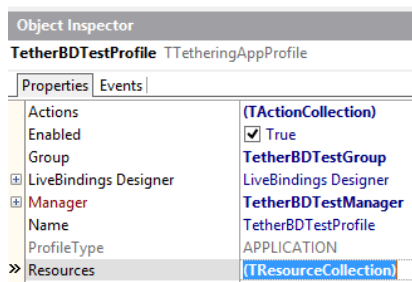 Object Inspector
TetherBDTestProfile TTetheringAppProfile
Properties Events
Actions (TActionCollection)
Enabled True
Group TetherBDTestGroup
LiveBindings Designer LiveBindings Designer
Manager TetherBDTestManager
Name TetherBDTestProfile
ProfileType APPLICATION
Resources (TResourceCollection)